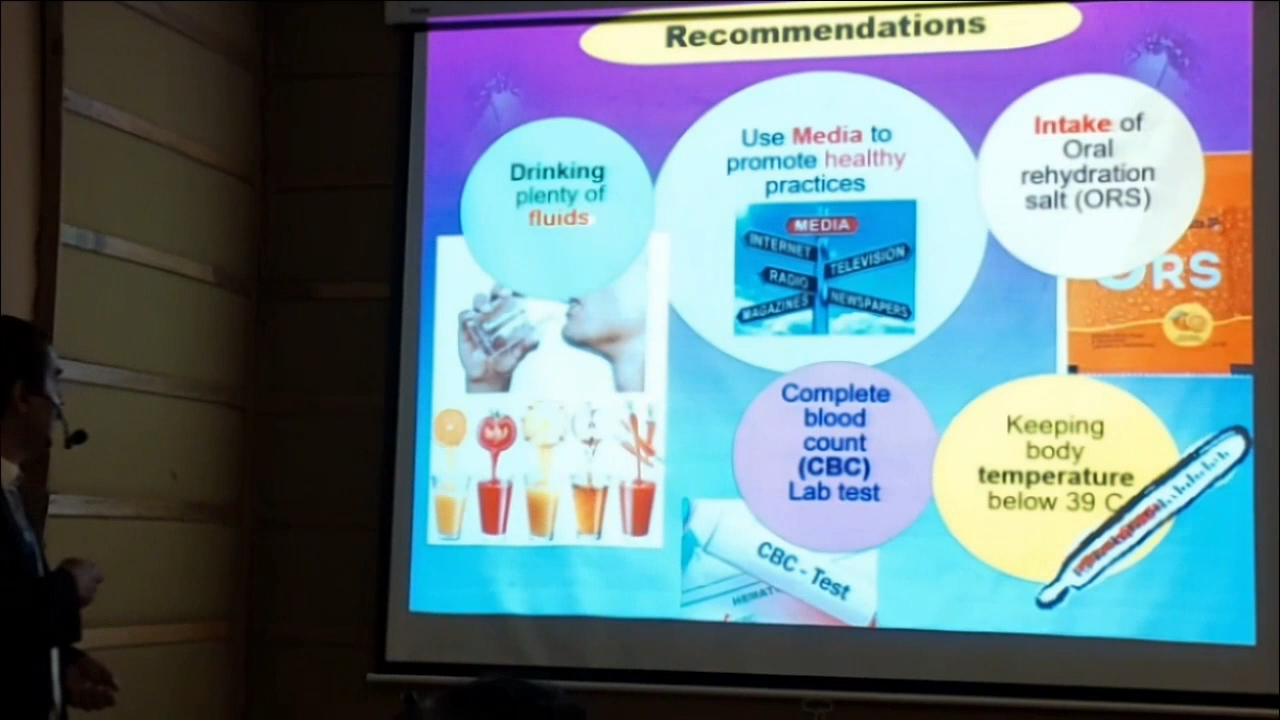 Recommendations
Drinking
plenty of
fluids
Use Media to
promote healthy
practices
MEDIA
INTERNET
TELEVISION
RADIO
MAGAZINES
NEWSPAPERS
Intake of
Oral
rehydration
salt (ORS)
ORS
Complete
blood
count
(CBC)
Lab test
CBC - Test
Keeping
body
temperature
below 39 C